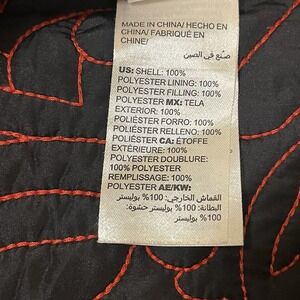 MADE IN CHINA/ HECHO EN
CHINA/ FABRIQUÉ EN
CHINE/
صنع في الصين
US: SHELL: 100%
POLYESTER LINING: 100%
POLYESTER FILLING: 100%
POLYESTER MX: TELA
EXTERIOR: 100%
POLIÉSTER FORRO: 100%
POLIÉSTER RELLENO: 100%
POLIÉSTER CA: ÉTOFFE
EXTÉRIEURE: 100%
POLYESTER DOUBLURE:
100% POLYESTER
REMPLISSAGE: 100%
POLYESTER AE/KW:
القماش الخارجي: 100% بوليستر
البطانة: 100% بوليستر حشوة:
100% بوليستر